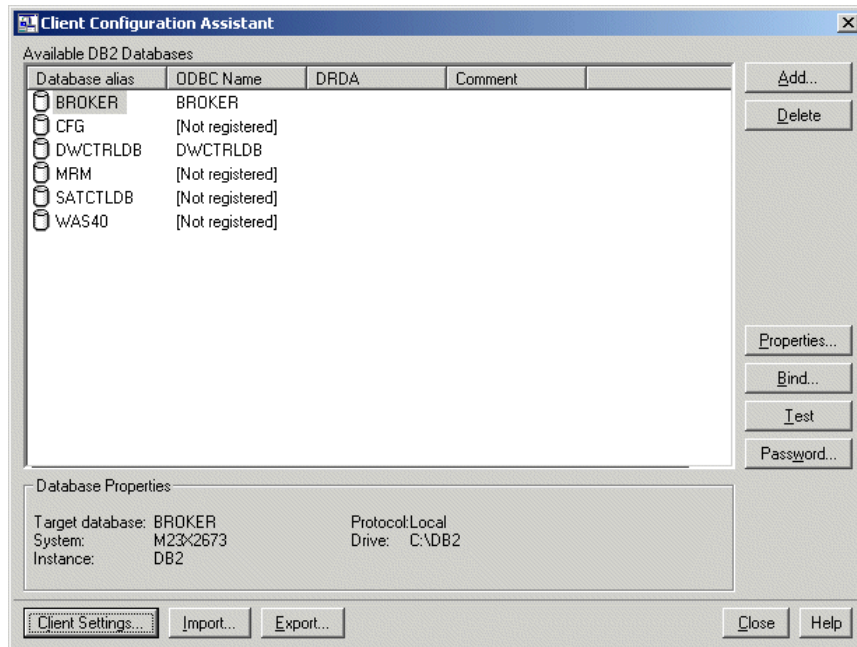 Client Configuration Assistant
Available DB2 Databases
Database alias ODBC Name DRDA Comment
BROKER BROKER
CFG [Not registered]
DWCTRLDB DWCTRLDB
MRM [Not registered]
SATCTLDB [Not registered]
WAS40 [Not registered]
Add...
Delete
Properties...
Bind...
Test
Password...
Database Properties
Target database: BROKER Protocol:Local
System: M23X2673 Drive: C:\DB2
Instance: DB2
Client Settings... Import... Export... Close Help